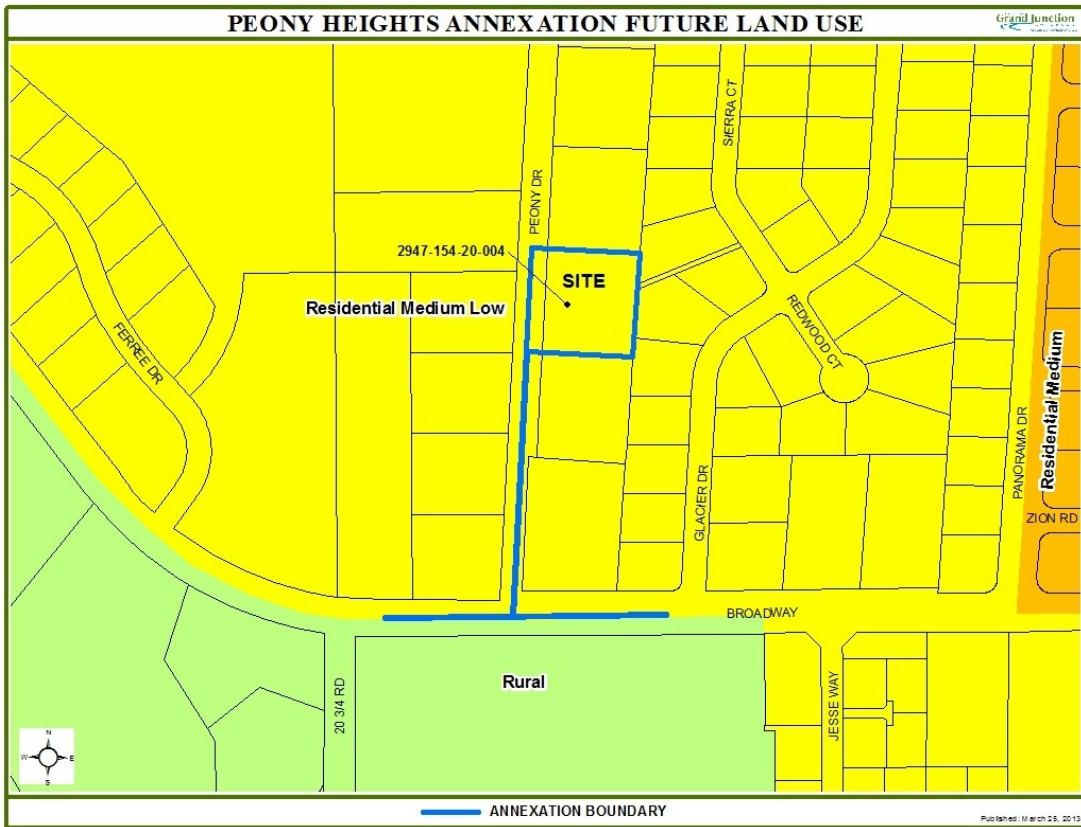 PEONY HEIGHTS ANNEXATION FUTURE LAND USE
Grand Junction
SIERRA CT
PEONY DR
2947-154-20-004
SITE
Residential Medium Low
REDWOOD CT
FERREE DR
Residential Medium
PANORAMA DR
GLACIER DR
ZION RD
BROADWAY
Rural
20 3/4 RD
JESSE WAY
N
W
E
S
ANNEXATION BOUNDARY
Published: March 25, 2013